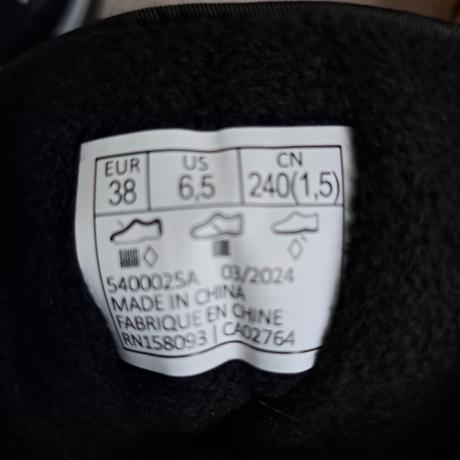 EUR US CN
38 6,5 240(1,5)
5400025A 03/2024
MADE IN CHINA
FABRIQUE EN CHINE
RN158093 | CA02764